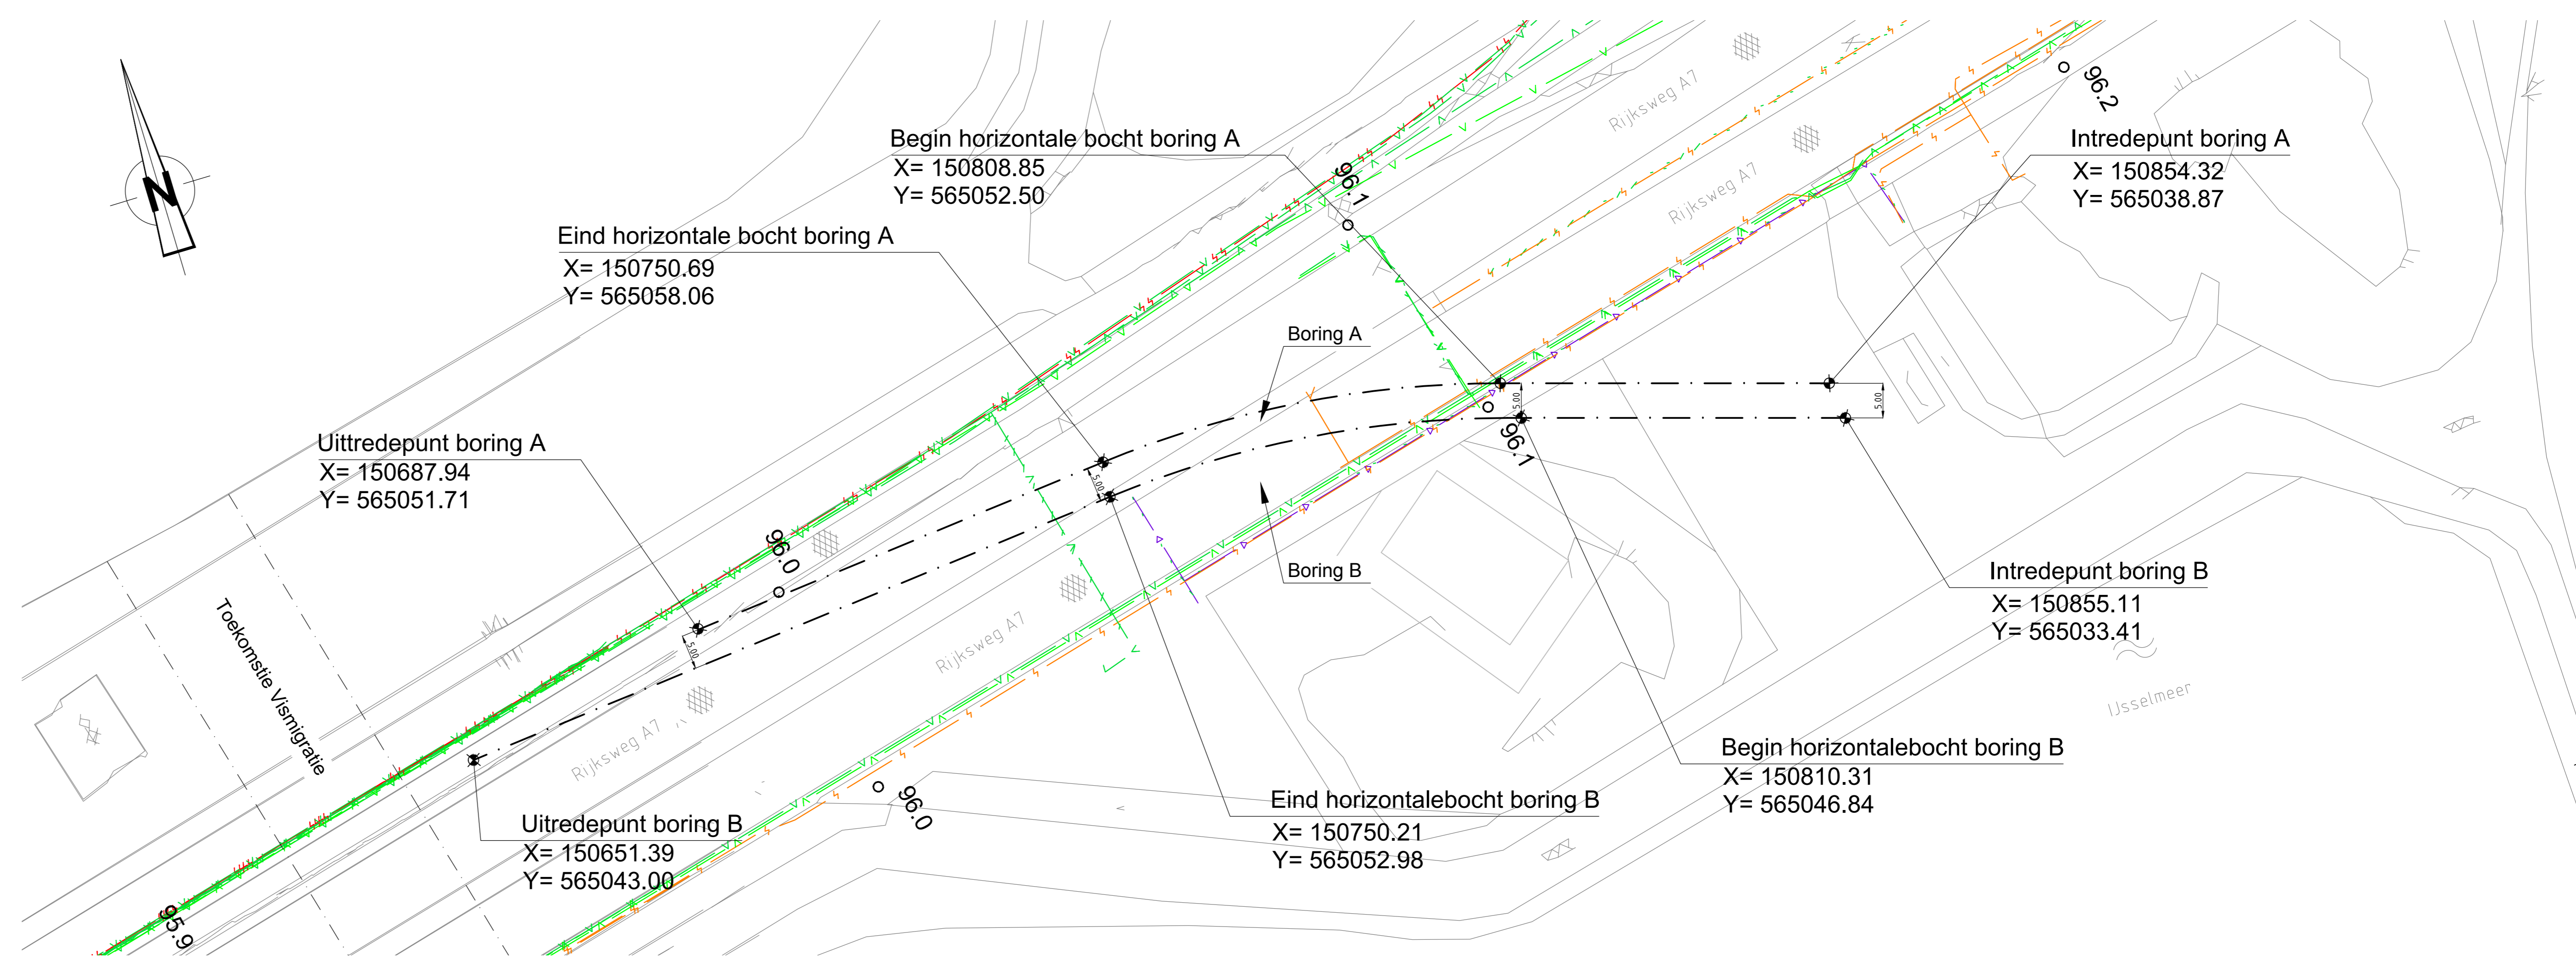 N
96.2
Begin horizontale bocht boring A
X= 150808.85
Y= 565052.50
96.1
Rijksweg A7
Rijksweg A7
Intredepunt boring A
X= 150854.32
Y= 565038.87
Eind horizontale bocht boring A
X= 150750.69
Y= 565058.06
Boring A
5.00
5.00
96.1
Uittredepunt boring A
X= 150687.94
Y= 565051.71
96.0
5.00
Boring B
Intredepunt boring B
X= 150855.11
Y= 565033.41
Toekomstie Vismigratie
5.00
Rijksweg A7
Rijksweg A7
IJsselmeer
Begin horizontalebocht boring B
X= 150810.31
Y= 565046.84
96.0
Eind horizontalebocht boring B
X= 150750.21
Y= 565052.98
Uitredepunt boring B
X= 150651.39
Y= 565043.00
95.9